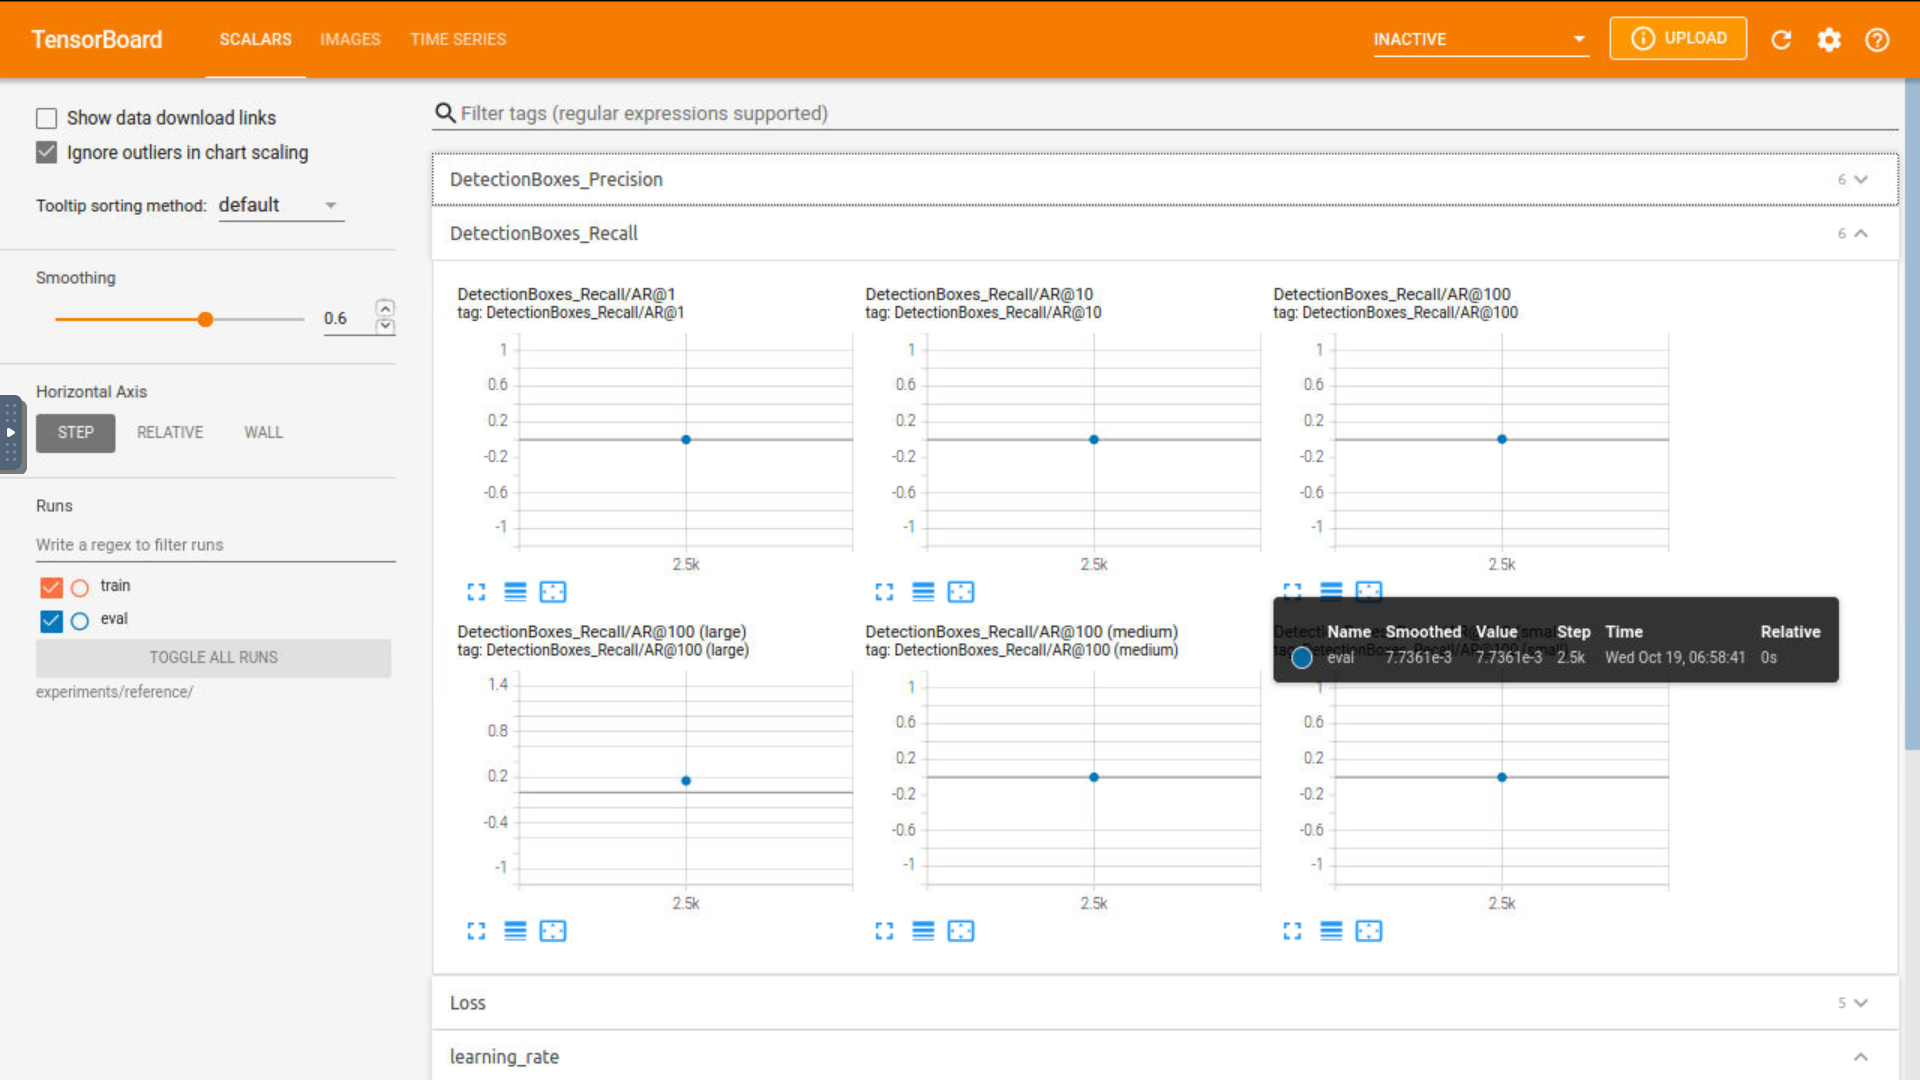 TensorBoard SCALARS IMAGES TIME SERIES INACTIVE UPLOAD
Show data download links
Ignore outliers in chart scaling
Tooltip sorting method: default
Smoothing
0.6
Horizontal Axis
STEP RELATIVE WALL
Runs
Write a regex to filter runs
train
eval
TOGGLE ALL RUNS
experiments/reference/
Filter tags (regular expressions supported)
DetectionBoxes_Precision 6
DetectionBoxes_Recall 6
DetectionBoxes_Recall/AR@1
tag: DetectionBoxes_Recall/AR@1
1
0.6
0.2
-0.2
-0.6
-1
2.5k
DetectionBoxes_Recall/AR@10
tag: DetectionBoxes_Recall/AR@10
1
0.6
0.2
-0.2
-0.6
-1
2.5k
DetectionBoxes_Recall/AR@100
tag: DetectionBoxes_Recall/AR@100
1
0.6
0.2
-0.2
-0.6
-1
2.5k
Name Smoothed Value Step Time Relative
eval 7.7361e-3 7.7361e-3 2.5k Wed Oct 19, 06:58:41 0s
DetectionBoxes_Recall/AR@100 (large)
tag: DetectionBoxes_Recall/AR@100 (large)
1.4
0.8
0.2
-0.4
-1
2.5k
DetectionBoxes_Recall/AR@100 (medium)
tag: DetectionBoxes_Recall/AR@100 (medium)
1
0.6
0.2
-0.2
-0.6
-1
2.5k
1
0.6
0.2
-0.2
-0.6
-1
2.5k
Loss 5
learning_rate